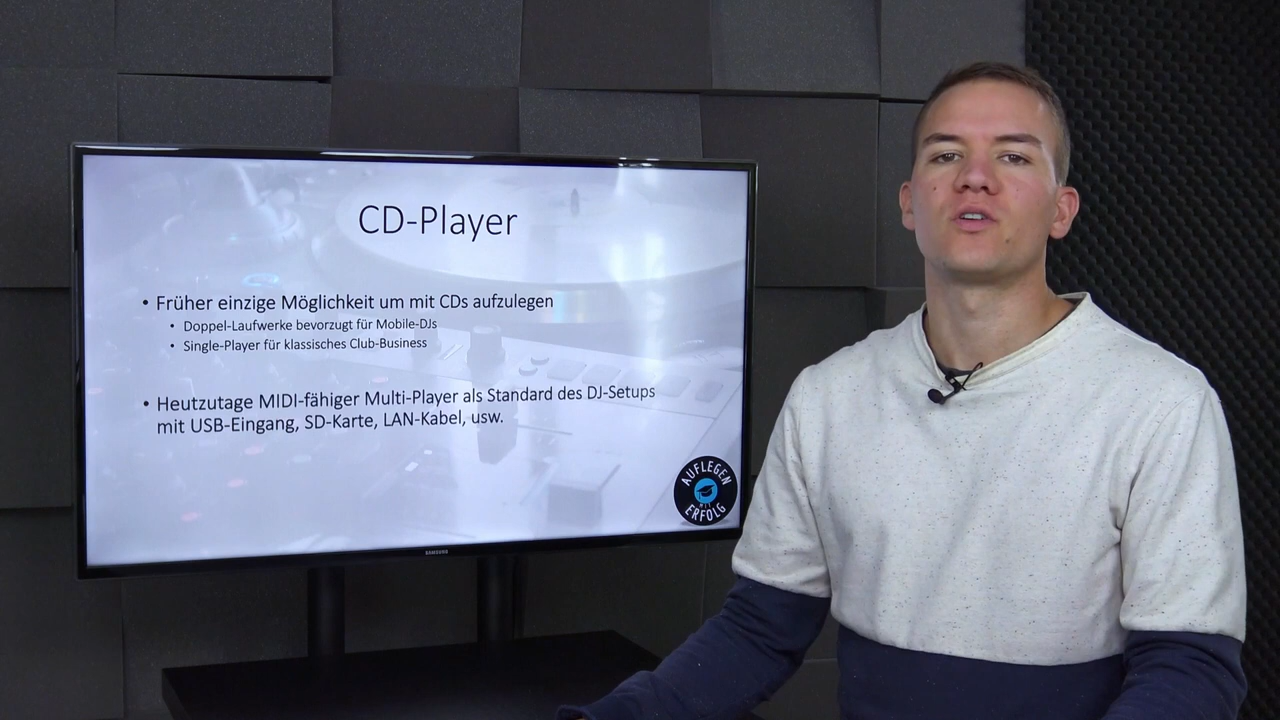 CD-Player
• Früher einzige Möglichkeit um mit CDs aufzulegen
• Doppel-Laufwerke bevorzugt für Mobile-DJs
• Single-Player für klassisches Club-Business
• Heutzutage MIDI-fähiger Multi-Player als Standard des DJ-Setups
mit USB-Eingang, SD-Karte, LAN-Kabel, usw.
AUFLEGEN
MIT
ERFOLG
SAMSUNG